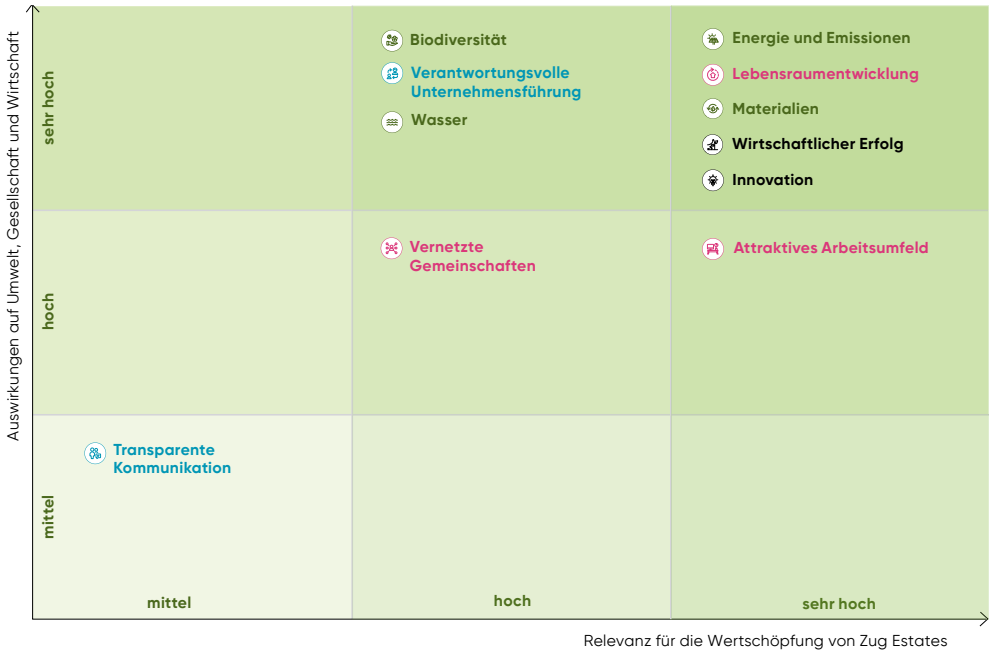 Auswirkungen auf Umwelt, Gesellschaft und Wirtschaft
sehr hoch
Biodiversität
Verantwortungsvolle
Unternehmensführung
Wasser
Energie und Emissionen
Lebensraumentwicklung
Materialien
Wirtschaftlicher Erfolg
Innovation
hoch
Vernetzte
Gemeinschaften
Attraktives Arbeitsumfeld
mittel
Transparente
Kommunikation
mittel
hoch
sehr hoch
Relevanz für die Wertschöpfung von Zug Estates